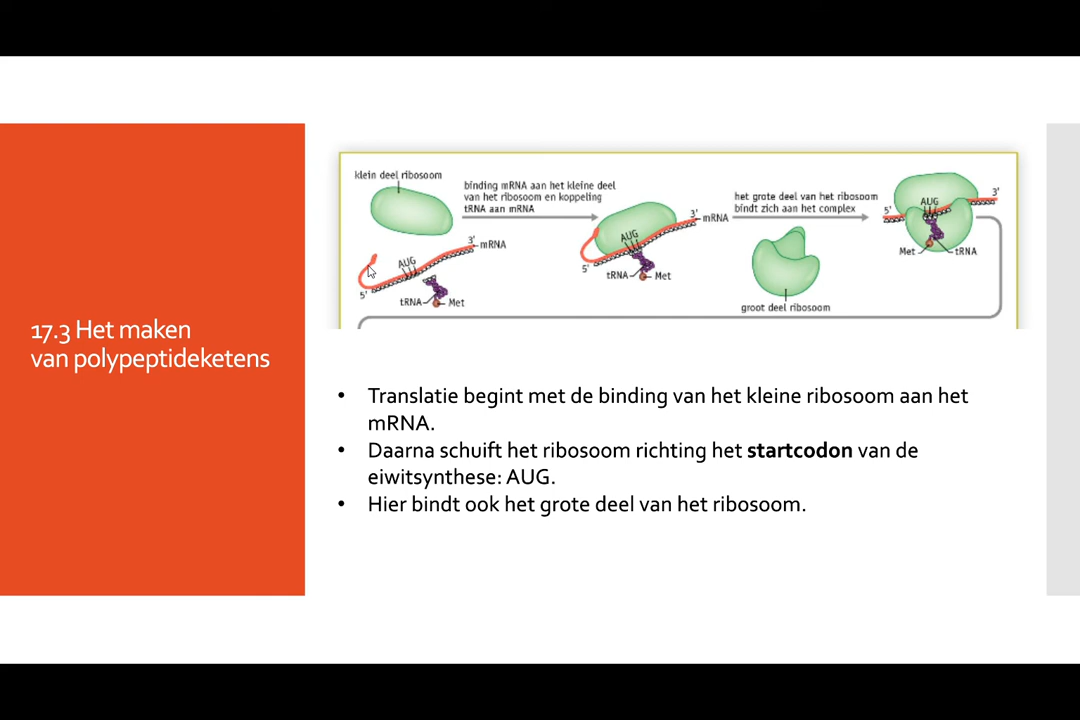 17.3 Het maken
van polypeptideketens
klein deel ribosoom
binding mRNA aan het kleine deel
van het ribosoom en koppeling
tRNA aan mRNA
3'
mRNA
AUG
5'
tRNA
Met
3'
mRNA
AUG
5'
tRNA
Met
het grote deel van het ribosoom
bindt zich aan het complex
groot deel ribosoom
3'
5'
AUG
Met
tRNA
• Translatie begint met de binding van het kleine ribosoom aan het
mRNA.
• Daarna schuift het ribosoom richting het startcodon van de
eiwitsynthese: AUG.
• Hier bindt ook het grote deel van het ribosoom.